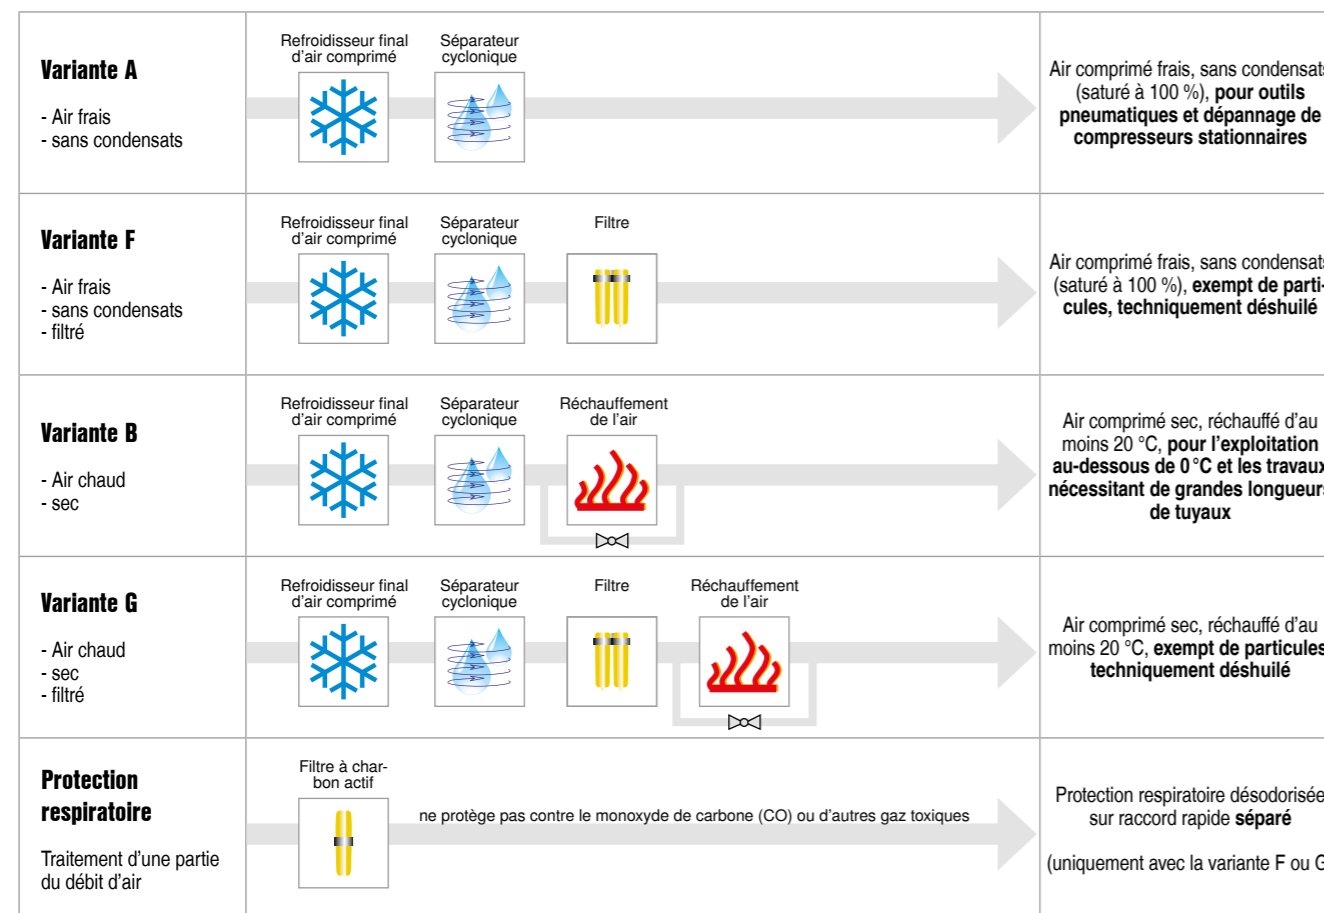 Variante A
- Air frais
- sans condensats
Refroidisseur final
d'air comprimé
Séparateur
cyclonique
Air comprimé frais, sans condensats
(saturé à 100 %), pour outils
pneumatiques et dépannage de
compresseurs stationnaires
Variante F
- Air frais
- sans condensats
- filtré
Refroidisseur final
d'air comprimé
Séparateur
cyclonique
Filtre
Air comprimé frais, sans condensats
(saturé à 100 %), exempt de parti-
cules, techniquement déshuilé
Variante B
- Air chaud
- sec
Refroidisseur final
d'air comprimé
Séparateur
cyclonique
Réchauffement
de l'air
Air comprimé sec, réchauffé d'au
moins 20 °C, pour l'exploitation
au-dessous de 0 °C et les travaux
nécessitant de grandes longueurs
de tuyaux
Variante G
- Air chaud
- sec
- filtré
Refroidisseur final
d'air comprimé
Séparateur
cyclonique
Filtre
Réchauffement
de l'air
Air comprimé sec, réchauffé d'au
moins 20 °C, exempt de particules
techniquement déshuilé
Protection
respiratoire
Traitement d'une partie
du débit d'air
Filtre à char-
bon actif
ne protège pas contre le monoxyde de carbone (CO) ou d'autres gaz toxiques
Protection respiratoire désodorisée
sur raccord rapide séparé
(uniquement avec la variante F ou G